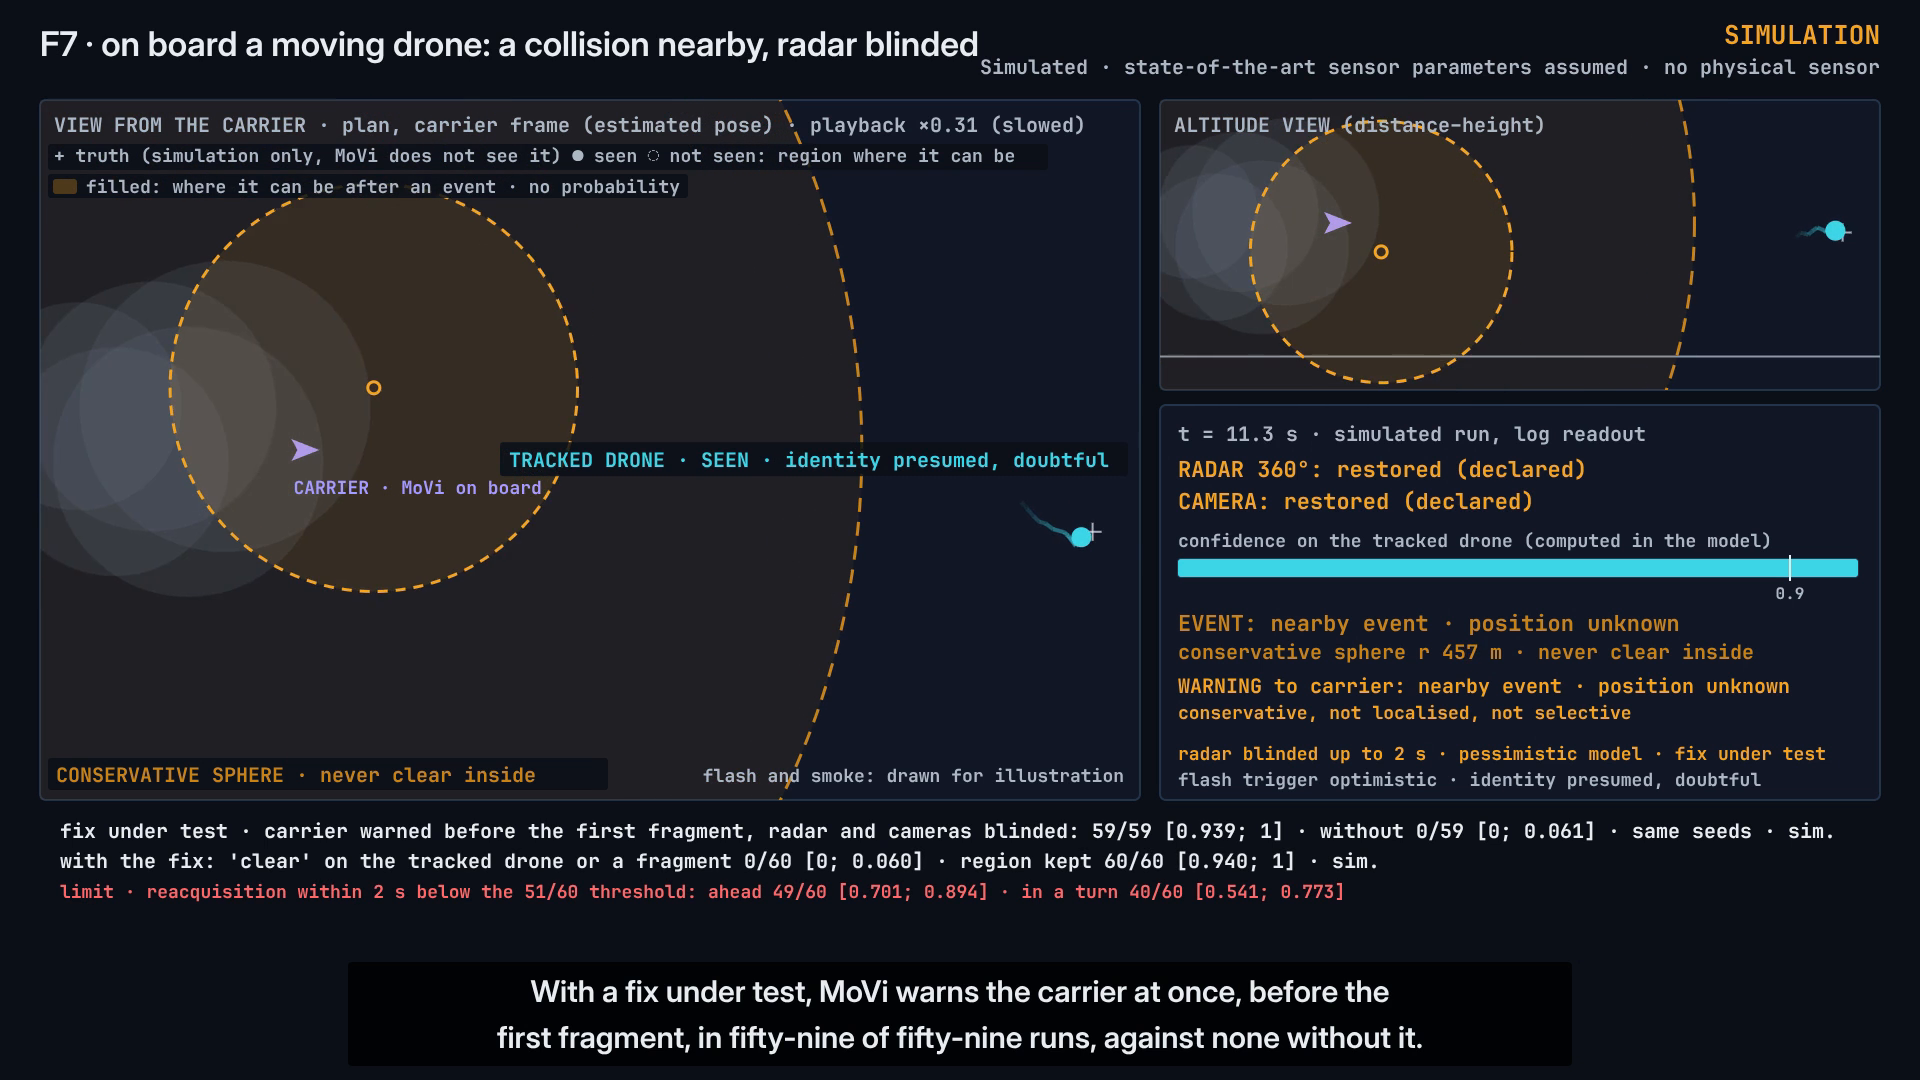 F7 · on board a moving drone: a collision nearby, radar blinded
SIMULATION
Simulated · state-of-the-art sensor parameters assumed · no physical sensor
VIEW FROM THE CARRIER · plan, carrier frame (estimated pose) · playback ×0.31 (slowed)
+ truth (simulation only, MoVi does not see it) ● seen ◌ not seen: region where it can be
filled: where it can be after an event · no probability
TRACKED DRONE · SEEN · identity presumed, doubtful
CARRIER · MoVi on board
CONSERVATIVE SPHERE · never clear inside
flash and smoke: drawn for illustration
ALTITUDE VIEW (distance-height)
t = 11.3 s · simulated run, log readout
RADAR 360°: restored (declared)
CAMERA: restored (declared)
confidence on the tracked drone (computed in the model)
0.9
EVENT: nearby event · position unknown
conservative sphere r 457 m · never clear inside
WARNING to carrier: nearby event · position unknown
conservative, not localised, not selective
radar blinded up to 2 s · pessimistic model · fix under test
flash trigger optimistic · identity presumed, doubtful
fix under test · carrier warned before the first fragment, radar and cameras blinded: 59/59 [0.939; 1] · without 0/59 [0; 0.061] · same seeds · sim.
with the fix: 'clear' on the tracked drone or a fragment 0/60 [0; 0.060] · region kept 60/60 [0.940; 1] · sim.
limit · reacquisition within 2 s below the 51/60 threshold: ahead 49/60 [0.701; 0.894] · in a turn 40/60 [0.541; 0.773]
With a fix under test, MoVi warns the carrier at once, before the
first fragment, in fifty-nine of fifty-nine runs, against none without it.